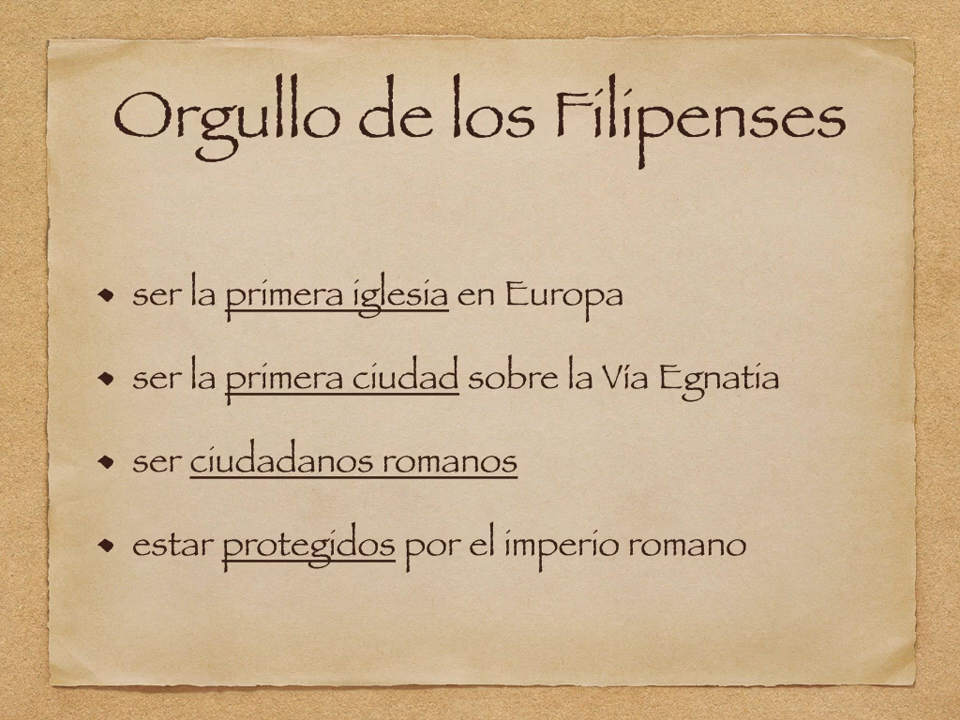 Orgullo de los Filipenses
• ser la primera iglesia en Europa
• ser la primera ciudad sobre la Vía Egnatia
• ser ciudadanos romanos
• estar protegidos por el imperio romano